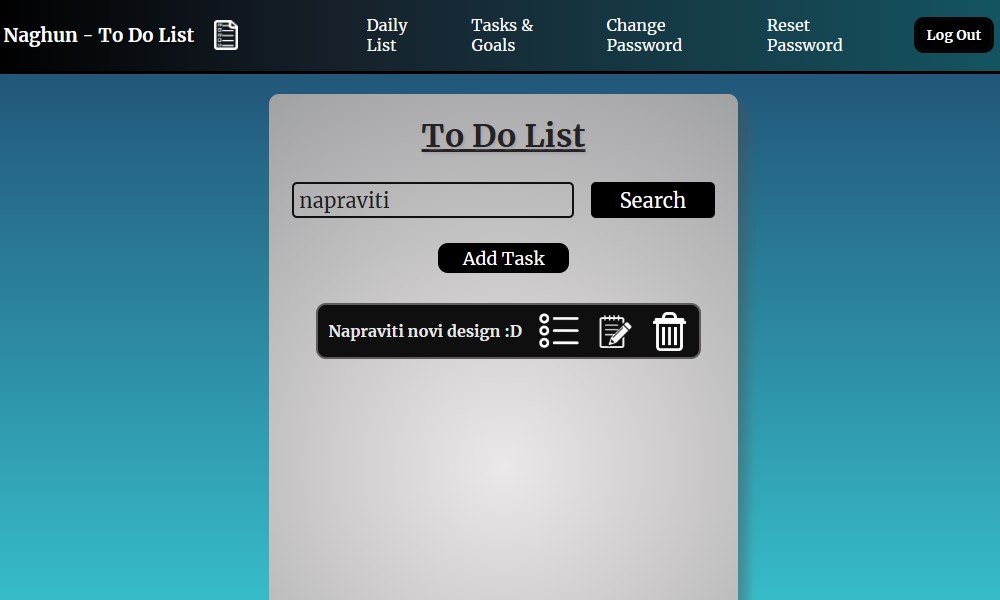 Naghun - To Do List
Daily
List
Tasks &
Goals
Change
Password
Reset
Password
Log Out
To Do List
napraviti
Search
Add Task
Napraviti novi design :D